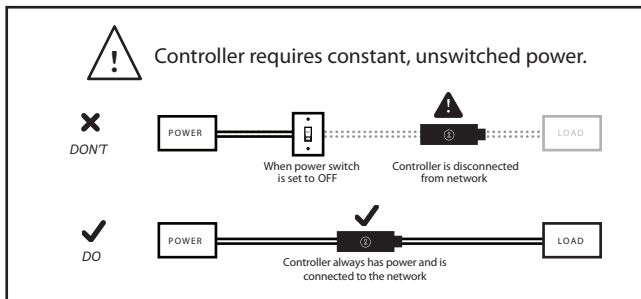 !
Controller requires constant, unswitched power.
DON'T
POWER
!
LOAD
When power switch
is set to OFF
Controller is disconnected
from network
DO
POWER
LOAD
Controller always has power and is
connected to the network